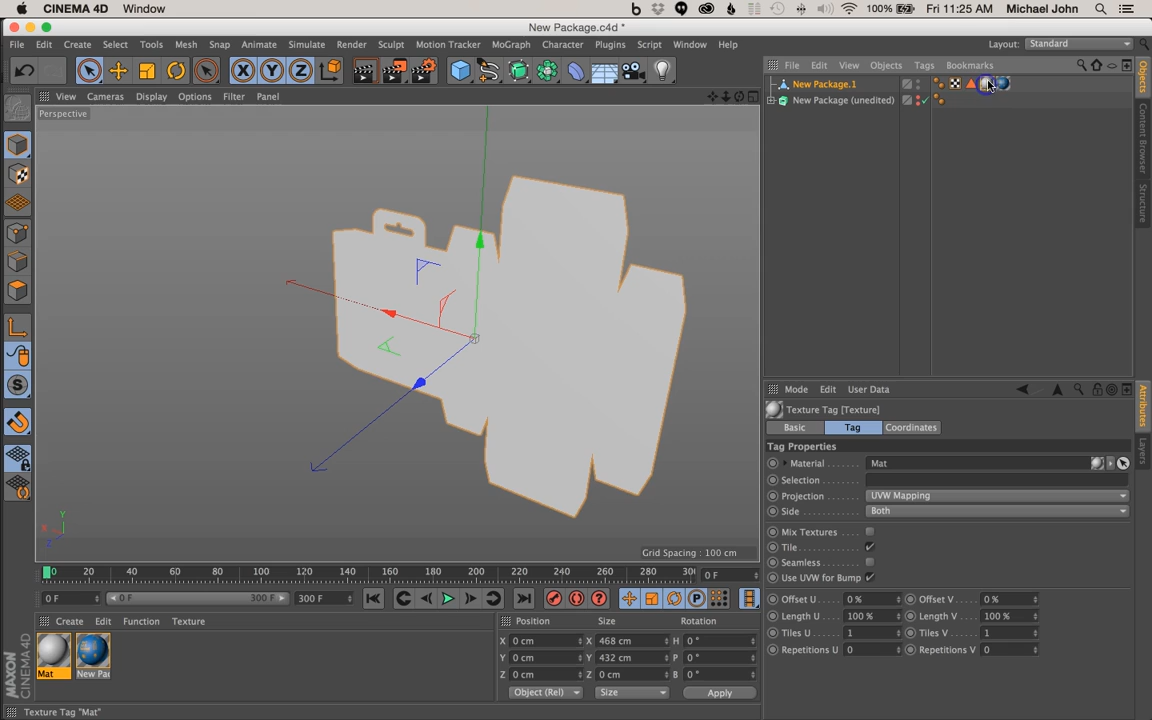 CINEMA 4D Window 100% Fri 11:25 AM Michael John
New Package.c4d *
File Edit Create Select Tools Mesh Snap Animate Simulate Render Sculpt Motion Tracker MoGraph Character Plugins Script Window Help Layout: Standard
X Y Z
View Cameras Display Options Filter Panel
Perspective
Grid Spacing : 100 cm
Y
X
Z
File Edit View Objects Tags Bookmarks
New Package.1
New Package (unedited)
Objects
Content Browser
Structure
Mode Edit User Data
Texture Tag [Texture]
Basic Tag Coordinates
Tag Properties
Material Mat
Selection
Projection UVW Mapping
Side Both
Mix Textures
Tile
Seamless
Use UVW for Bump
Offset U 0 % Offset V 0 %
Length U 100 % Length V 100 %
Tiles U 1 Tiles V 1
Repetitions U 0 Repetitions V 0
Attributes
Layers
0 20 40 60 80 100 120 140 160 180 200 220 240 260 280 30 0 F
0 F 0 F 300 F 300 F
Create Edit Function Texture
Mat New Pac
MAXON CINEMA 4D
Position Size Rotation
X 0 cm X 468 cm H 0 °
Y 0 cm Y 432 cm P 0 °
Z 0 cm Z 0 cm B 0 °
Object (Rel) Size Apply
Texture Tag "Mat"